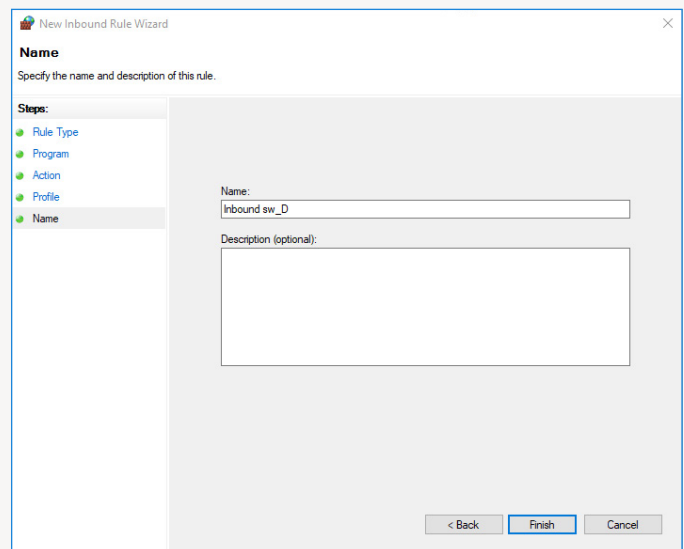 New Inbound Rule Wizard
Name
Specify the name and description of this rule.
Steps:
Rule Type
Program
Action
Profile
Name
Name:
Inbound sw_D
Description (optional):
< Back
Finish
Cancel